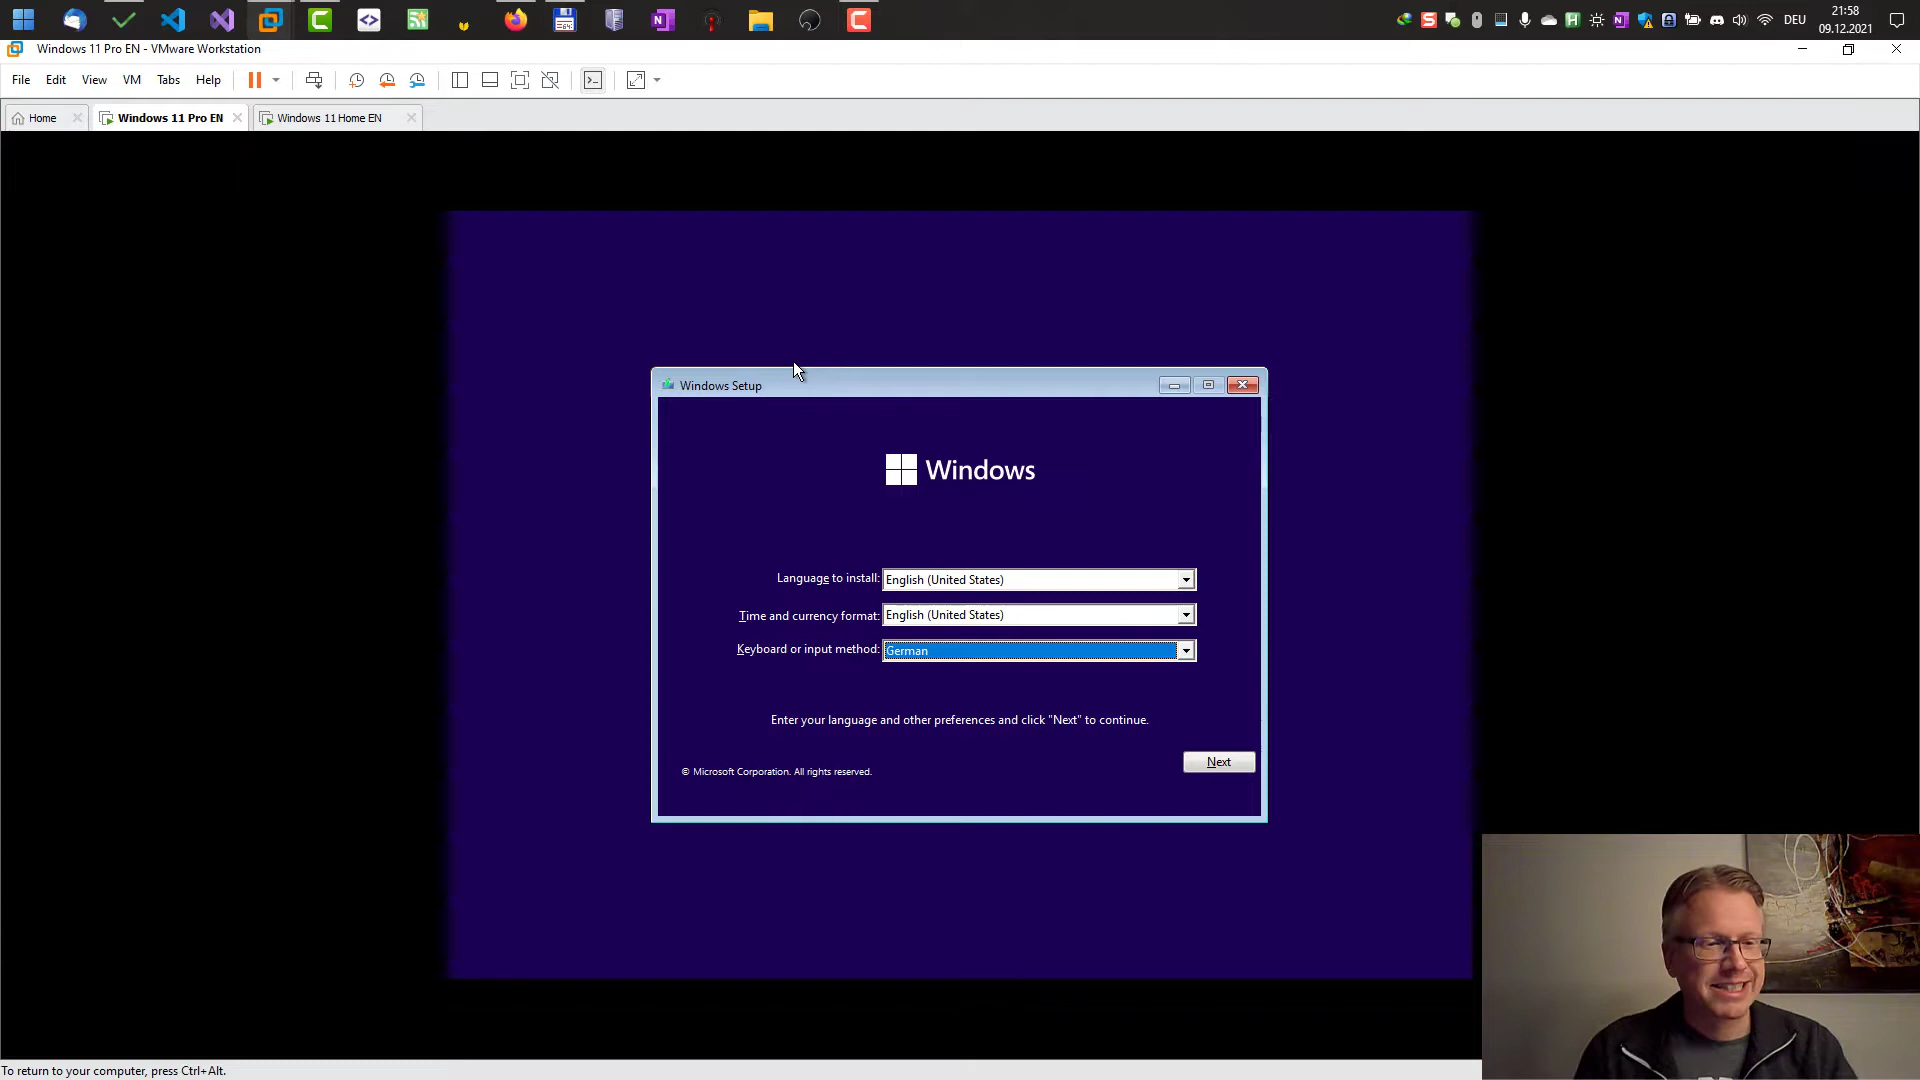 21:58
DEU
09.12.2021
Windows 11 Pro EN - VMware Workstation
File Edit View VM Tabs Help
Home
Windows 11 Pro EN
Windows 11 Home EN
Windows Setup
Windows
Language to install: English (United States)
Time and currency format: English (United States)
Keyboard or input method: German
Enter your language and other preferences and click "Next" to continue.
Next
© Microsoft Corporation. All rights reserved.
To return to your computer, press Ctrl+Alt.